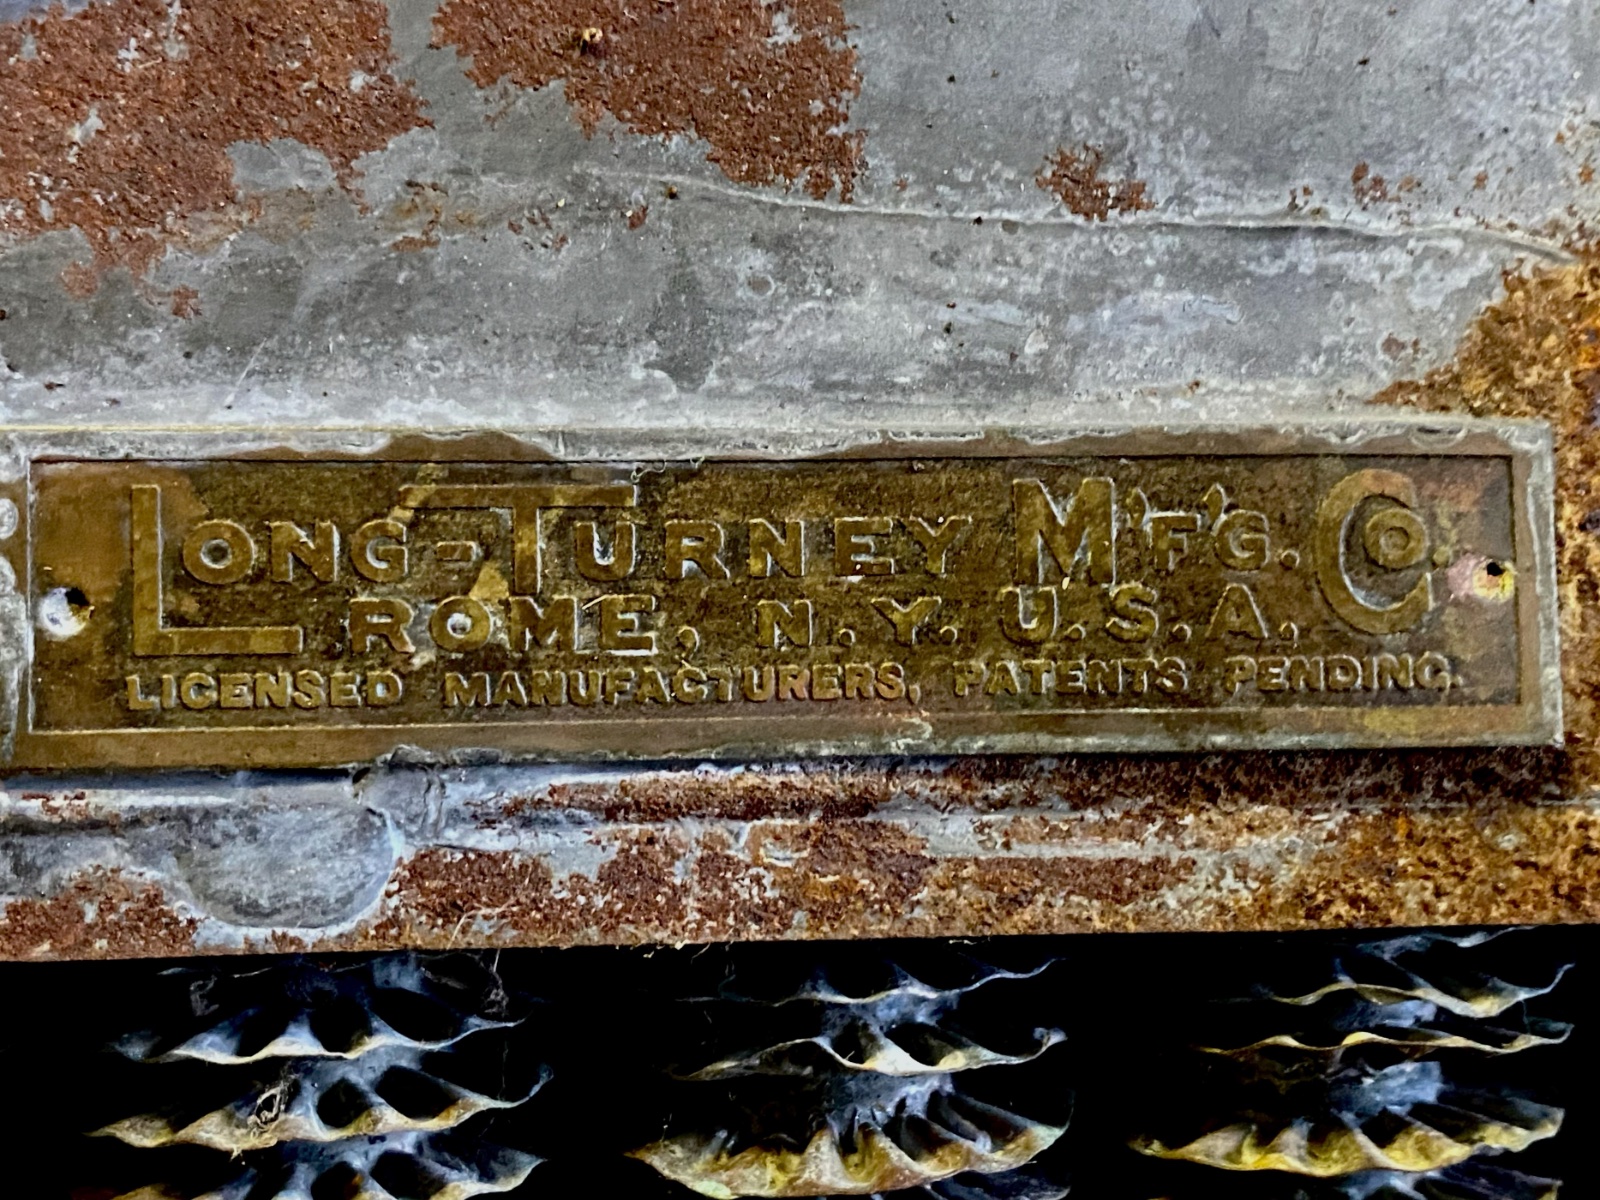 LONG-TURNEY M'F'G. CO.
ROME, N.Y. U.S.A.,
LICENSED MANUFACTURERS, PATENTS PENDING.